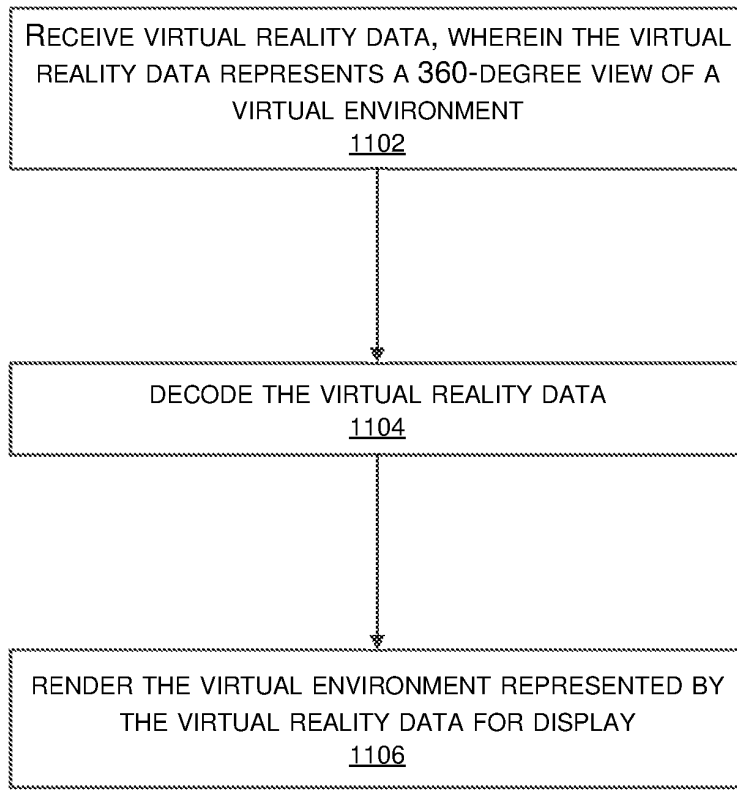 RECEIVE VIRTUAL REALITY DATA, WHEREIN THE VIRTUAL
REALITY DATA REPRESENTS A 360-DEGREE VIEW OF A
VIRTUAL ENVIRONMENT
1102
DECODE THE VIRTUAL REALITY DATA
1104
RENDER THE VIRTUAL ENVIRONMENT REPRESENTED BY
THE VIRTUAL REALITY DATA FOR DISPLAY
1106